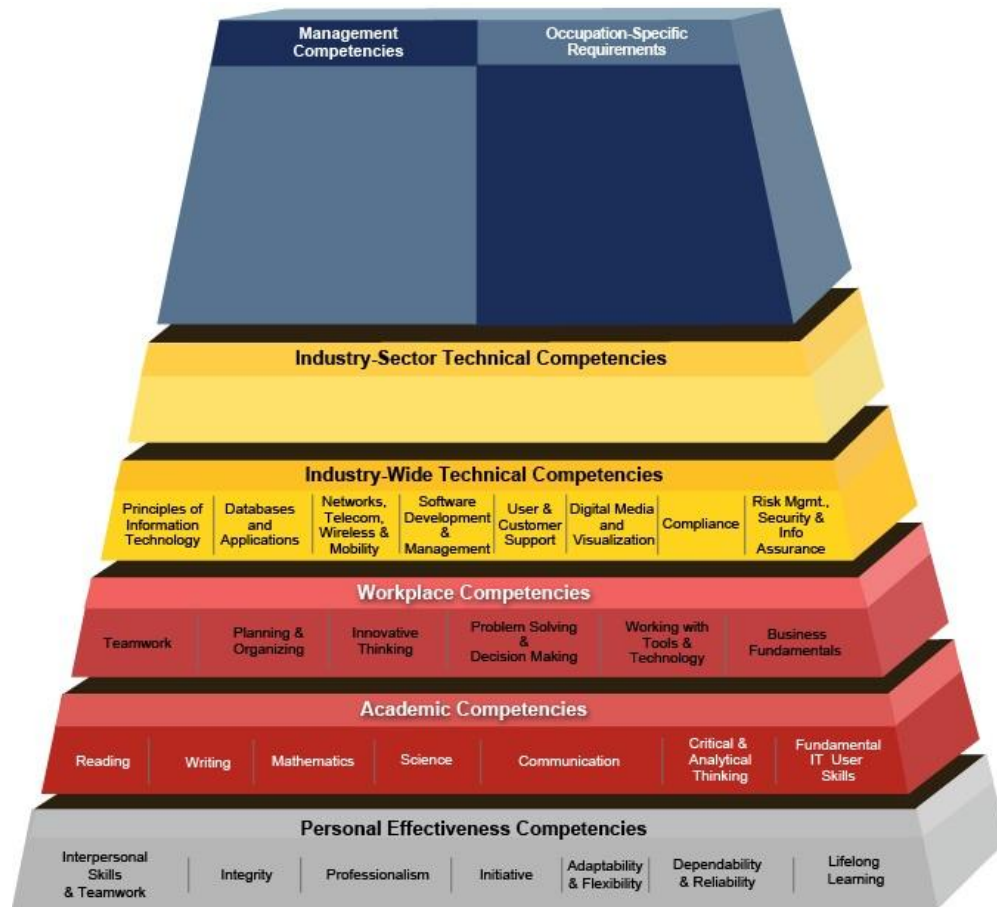 Management
Competencies
Occupation-Specific
Requirements
Industry-Sector Technical Competencies
Industry-Wide Technical Competencies
Principles of
Information
Technology
Databases
and
Applications
Networks,
Telecom,
Wireless &
Mobility
Software
Development
&
Management
User &
Customer
Support
Digital Media
and
Visualization
Compliance
Risk Mgmt.,
Security &
Info
Assurance
Workplace Competencies
Teamwork
Planning &
Organizing
Innovative
Thinking
Problem Solving
&
Decision Making
Working with
Tools &
Technology
Business
Fundamentals
Academic Competencies
Reading
Writing
Mathematics
Science
Communication
Critical &
Analytical
Thinking
Fundamental
IT User
Skills
Personal Effectiveness Competencies
Interpersonal
Skills
& Teamwork
Integrity
Professionalism
Initiative
Adaptability
& Flexibility
Dependability
& Reliability
Lifelong
Learning